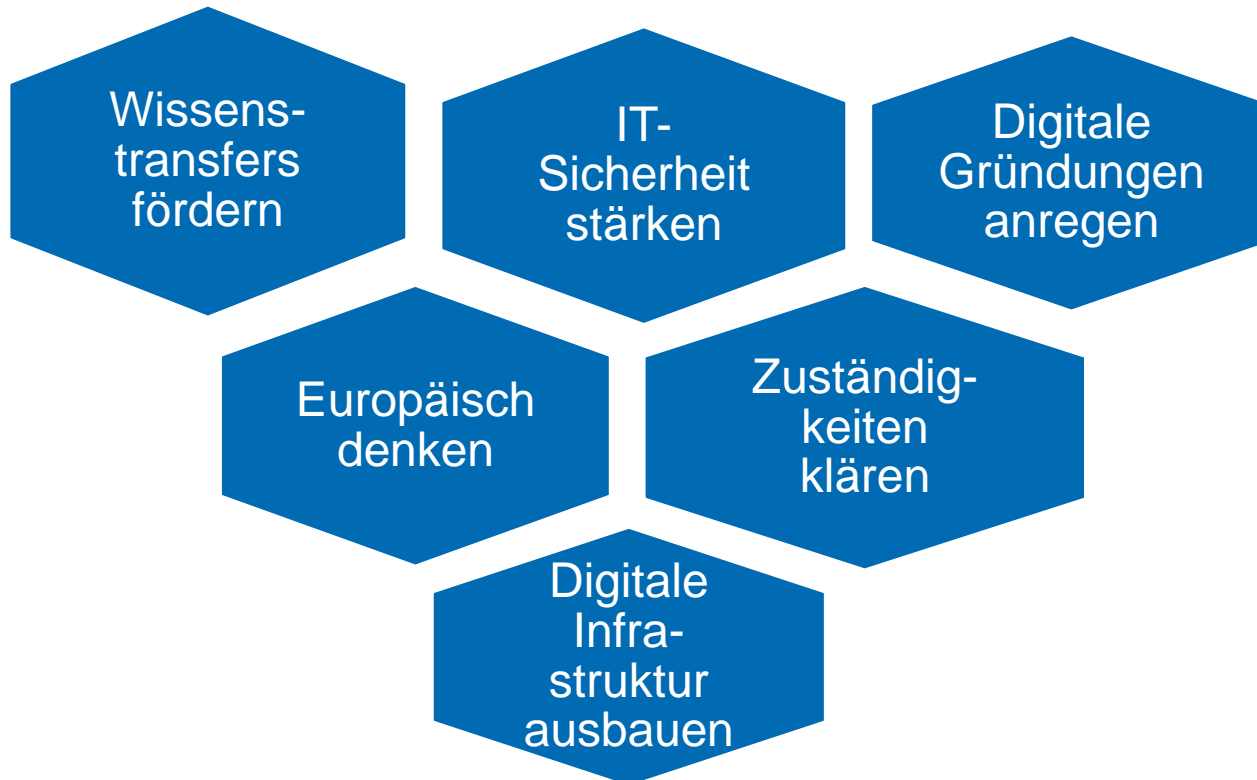 Wissens-
transfers
fördern
IT-
Sicherheit
stärken
Digitale
Gründungen
anregen
Europäisch
denken
Zuständig-
keiten
klären
Digitale
Infra-
struktur
ausbauen